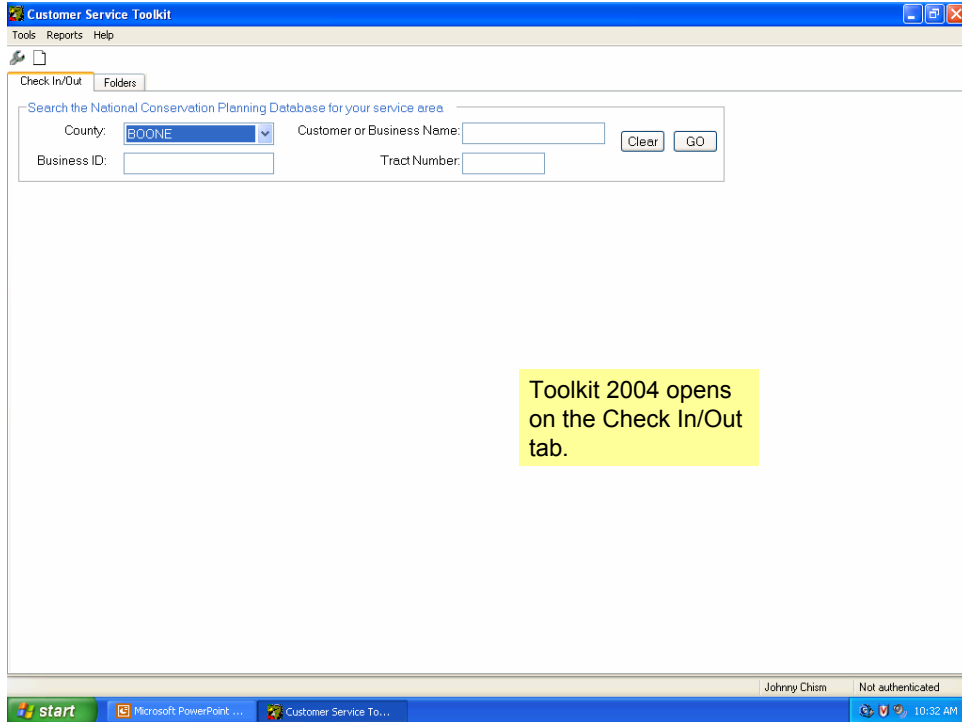 Customer Service Toolkit
Tools Reports Help
Check In/Out Folders
Search the National Conservation Planning Database for your service area
County: BOONE Customer or Business Name: Clear GO
Business ID: Tract Number:
Toolkit 2004 opens
on the Check In/Out
tab.
Johnny Chism Not authenticated
start Microsoft PowerPoint ... Customer Service To... 10:32 AM